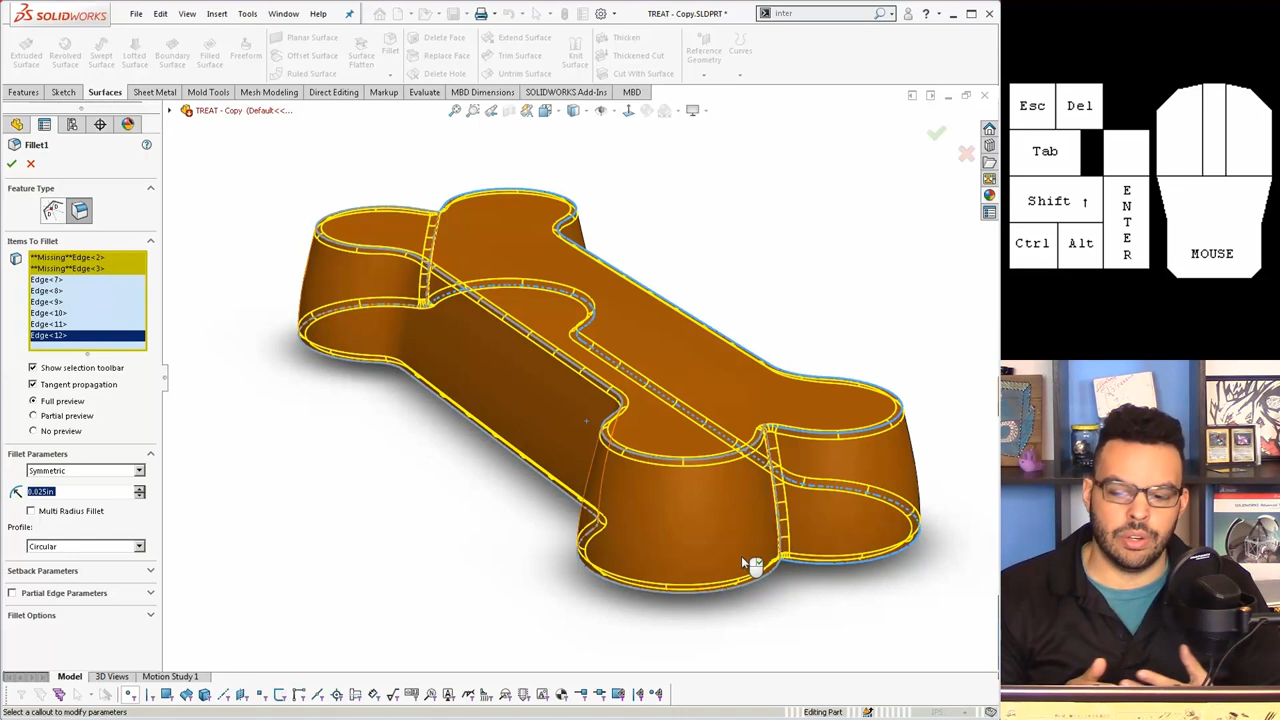 SOLIDWORKS
File
Edit
View
Insert
Tools
Window
Help
TREAT - Copy.SLDPRT *
inter
?
Extruded Surface
Revolved Surface
Swept Surface
Lofted Surface
Boundary Surface
Filled Surface
Freeform
Planar Surface
Offset Surface
Ruled Surface
Surface Flatten
Fillet
Delete Face
Replace Face
Delete Hole
Extend Surface
Trim Surface
Untrim Surface
Knit Surface
Thicken
Thickened Cut
Cut With Surface
Reference Geometry
Curves
Features
Sketch
Surfaces
Sheet Metal
Mold Tools
Mesh Modeling
Direct Editing
Markup
Evaluate
MBD Dimensions
SOLIDWORKS Add-Ins
MBD
TREAT - Copy (Default<<...
Fillet1
Feature Type
Items To Fillet
**Missing**Edge<2>
**Missing**Edge<3>
Edge<7>
Edge<8>
Edge<9>
Edge<10>
Edge<11>
Edge<12>
Show selection toolbar
Tangent propagation
Full preview
Partial preview
No preview
Fillet Parameters
Symmetric
0.025in
Multi Radius Fillet
Profile:
Circular
Setback Parameters
Partial Edge Parameters
Fillet Options
Model
3D Views
Motion Study 1
Select a callout to modify parameters
Editing Part
IPS
Esc
Del
Tab
Shift ↑
Ctrl
Alt
ENTER
MOUSE